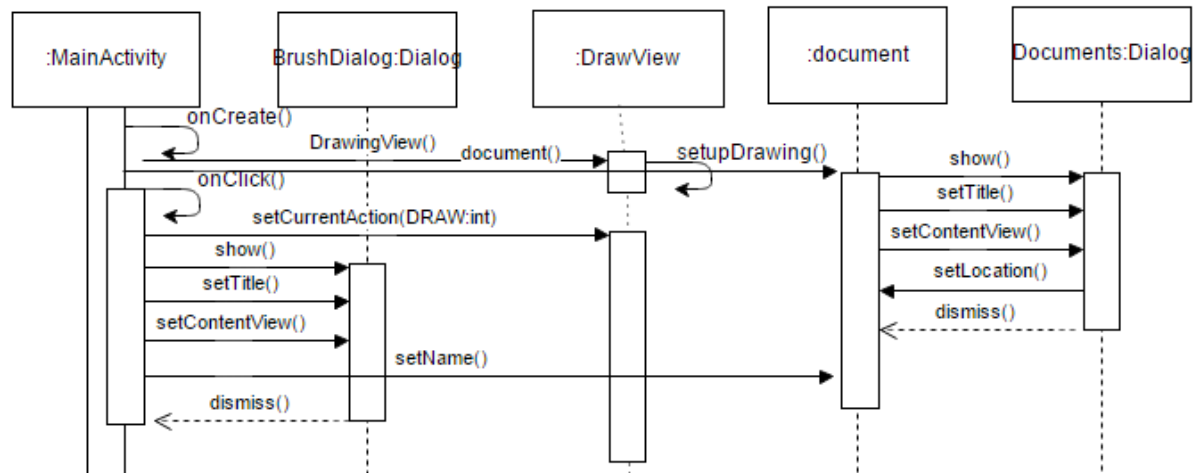 :MainActivity
BrushDialog:Dialog
:DrawView
:document
Documents:Dialog
onCreate()
DrawingView()
document()
setupDrawing()
show()
onClick()
setTitle()
setCurrentAction(DRAW:int)
setContentView()
show()
setLocation()
setTitle()
dismiss()
setContentView()
setName()
dismiss()